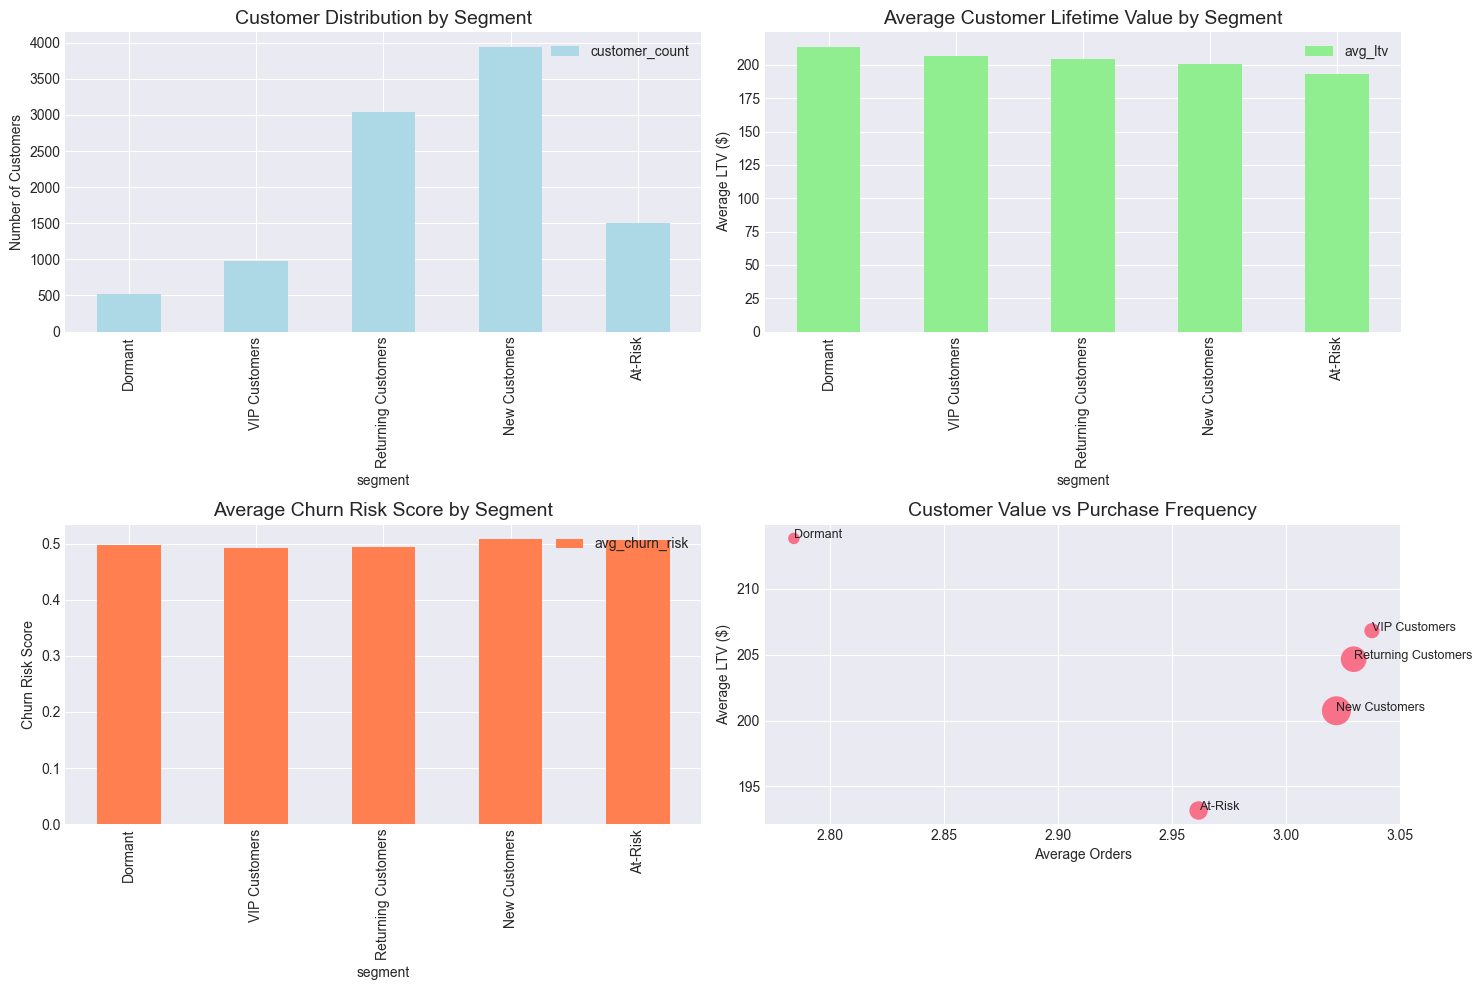 Customer Distribution by Segment
Number of Customers
4000
3500
3000
2500
2000
1500
1000
500
0
customer_count
Dormant
VIP Customers
Returning Customers
New Customers
At-Risk
segment
Average Customer Lifetime Value by Segment
Average LTV ($)
200
175
150
125
100
75
50
25
0
avg_ltv
Dormant
VIP Customers
Returning Customers
New Customers
At-Risk
segment
Average Churn Risk Score by Segment
Churn Risk Score
0.5
0.4
0.3
0.2
0.1
0.0
avg_churn_risk
Dormant
VIP Customers
Returning Customers
New Customers
At-Risk
segment
Customer Value vs Purchase Frequency
Average LTV ($)
210
205
200
195
Dormant
VIP Customers
Returning Customers
New Customers
At-Risk
2.80
2.85
2.90
2.95
3.00
3.05
Average Orders